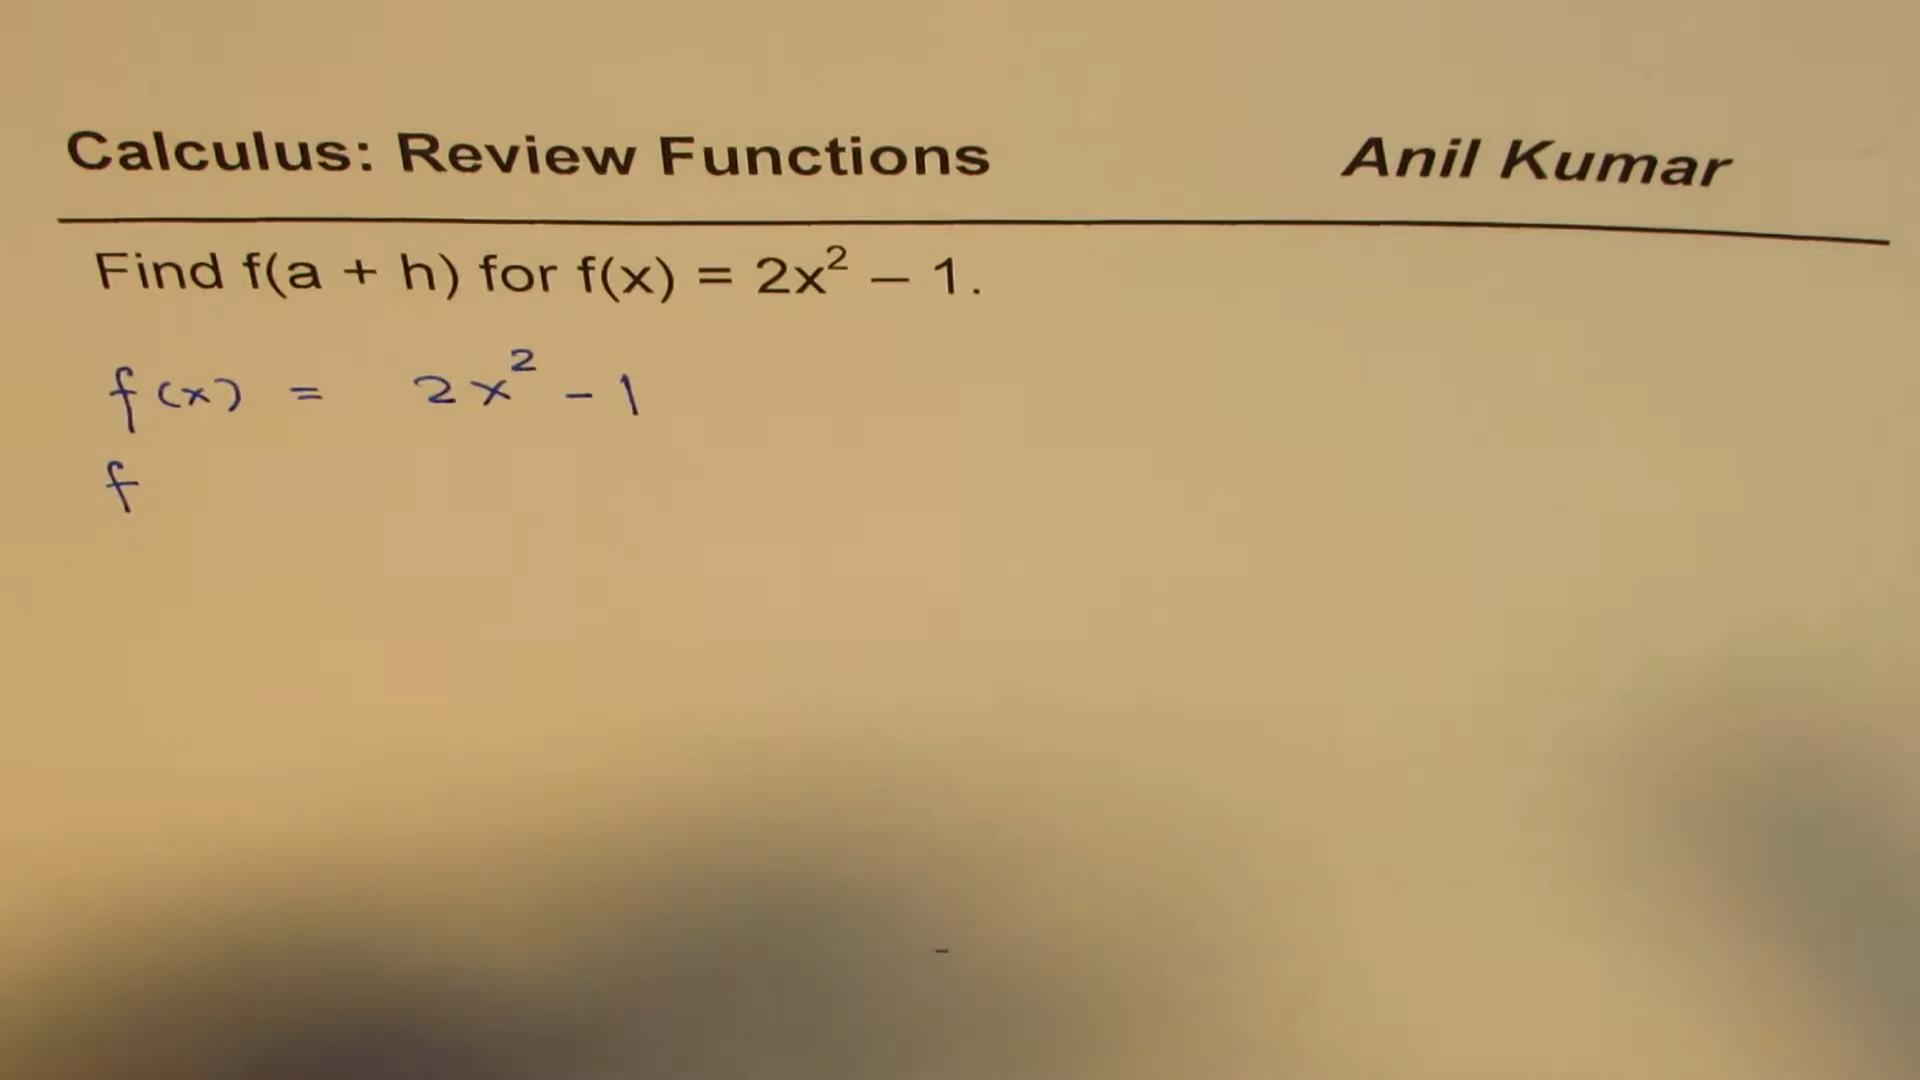 Calculus: Review Functions Anil Kumar
Find f(a + h) for f(x) = 2x² – 1.
f(x) = 2x² - 1
f